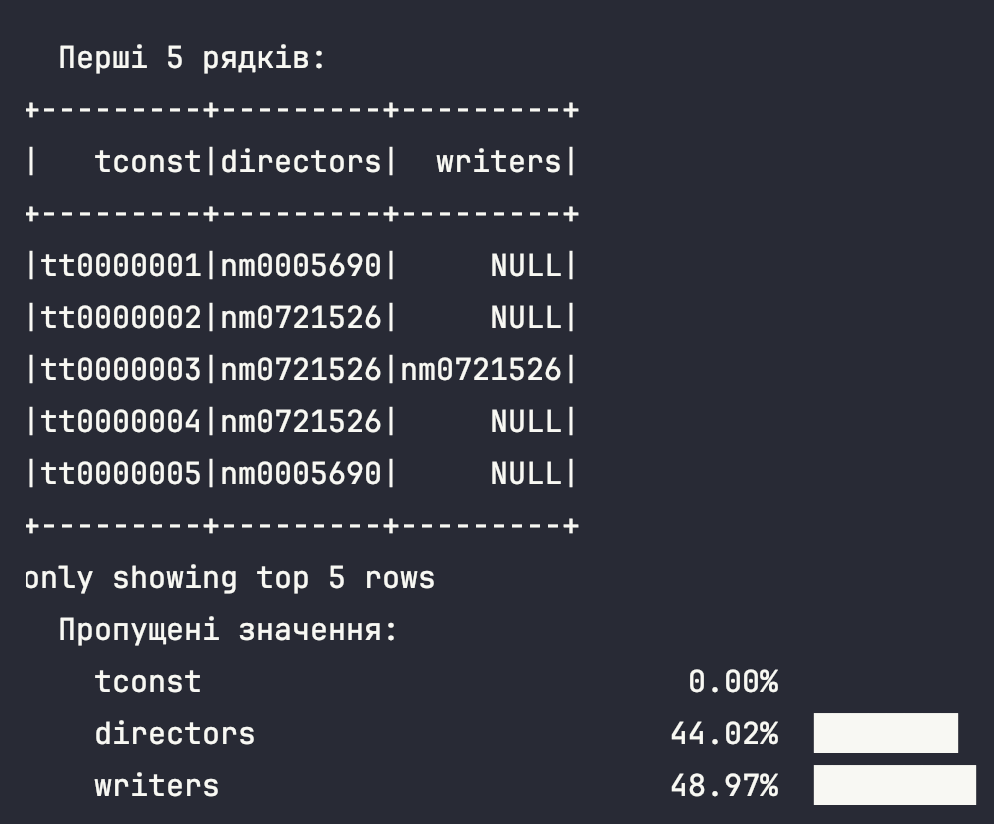 Перші 5 рядків:
+---------+---------+---------+
|   tconst|directors|  writers|
+---------+---------+---------+
|tt0000001|nm0005690|     NULL|
|tt0000002|nm0721526|     NULL|
|tt0000003|nm0721526|nm0721526|
|tt0000004|nm0721526|     NULL|
|tt0000005|nm0005690|     NULL|
+---------+---------+---------+
only showing top 5 rows
  Пропущені значення:
    tconst                          0.00%
    directors                       44.02%  ████████
    writers                         48.97%  █████████